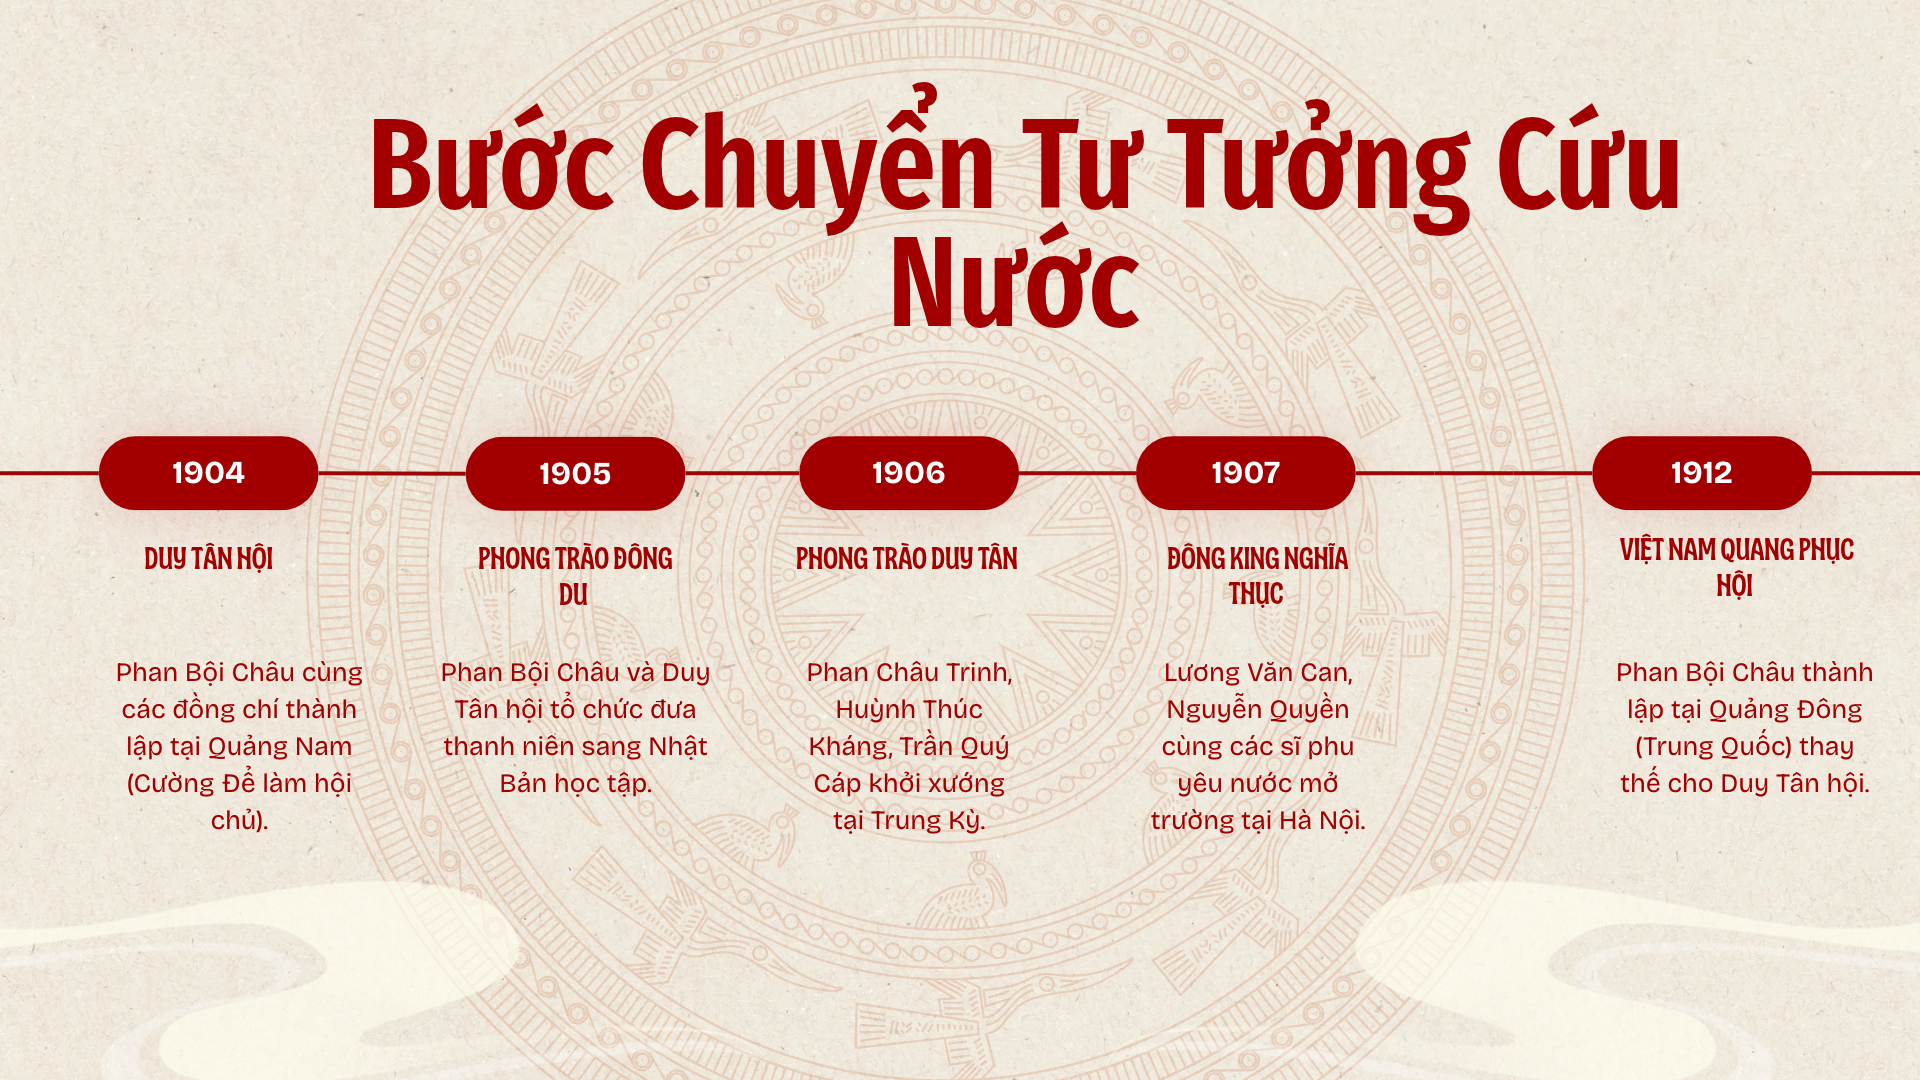 Bước Chuyển Tư Tưởng Cứu
Nước
1904
1905
1906
1907
1912
DUY TÂN HỘI
PHONG TRÀO ĐÔNG
DU
PHONG TRÀO DUY TÂN
ĐÔNG KING NGHĨA
THỤC
VIỆT NAM QUANG PHỤC
HỘI
Phan Bội Châu cùng
các đồng chí thành
lập tại Quảng Nam
(Cường Để làm hội
chủ).
Phan Bội Châu và Duy
Tân hội tổ chức đưa
thanh niên sang Nhật
Bản học tập.
Phan Châu Trinh,
Huỳnh Thúc
Kháng, Trần Quý
Cáp khởi xướng
tại Trung Kỳ.
Lương Văn Can,
Nguyễn Quyền
cùng các sĩ phu
yêu nước mở
trường tại Hà Nội.
Phan Bội Châu thành
lập tại Quảng Đông
(Trung Quốc) thay
thế cho Duy Tân hội.